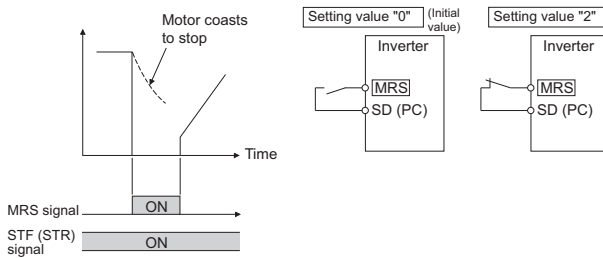 Motor coasts
to stop
Time
MRS signal
ON
STF (STR)
signal
ON
Setting value "0"
(Initial
value)
Inverter
MRS
SD (PC)
Setting value "2"
Inverter
MRS
SD (PC)